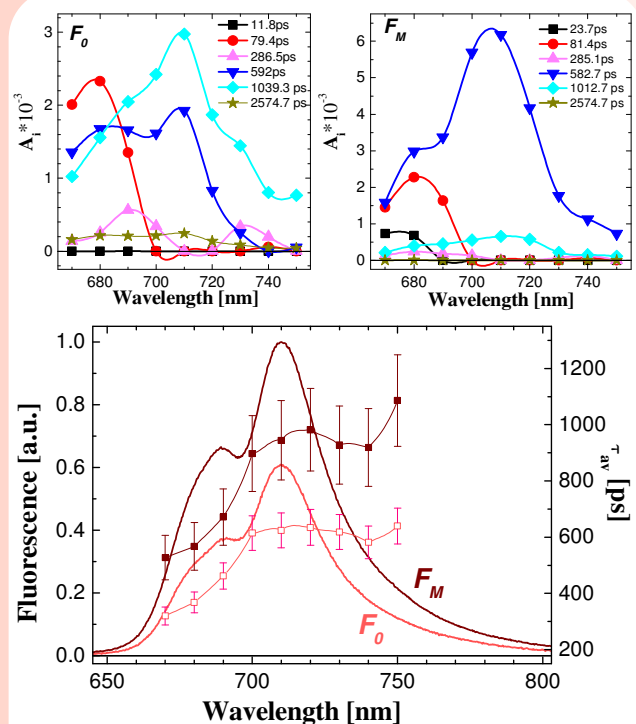 F0
11.8ps
79.4ps
286.5ps
592ps
1039.3 ps
2574.7 ps
Ai*10-3
3
2
1
0
680 700 720 740
Wavelength [nm]
FM
23.7ps
81.4ps
285.1ps
582.7 ps
1012.7 ps
2574.7 ps
Ai*10-3
6
5
4
3
2
1
0
680 700 720 740
Wavelength [nm]
Fluorescence [a.u.]
1.0
0.8
0.6
0.4
0.2
0.0
1200
1000
800
600
400
200
τav [ps]
FM
F0
650 700 750 800
Wavelength [nm]